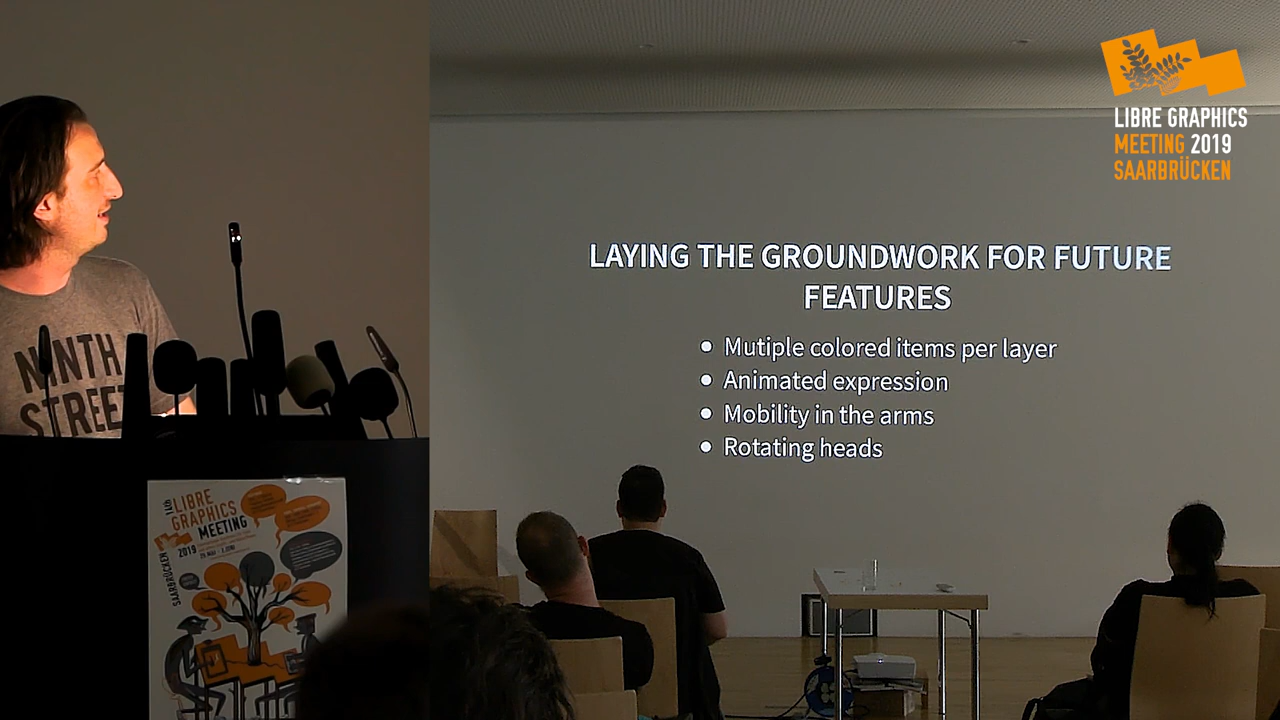 LIBRE GRAPHICS
MEETING 2019
SAARBRÜCKEN
LAYING THE GROUNDWORK FOR FUTURE
FEATURES
Mutiple colored items per layer
Animated expression
Mobility in the arms
Rotating heads
NINTH
STREET
14th
LIBRE
GRAPHICS
MEETING
2019
SAARBRÜCKEN